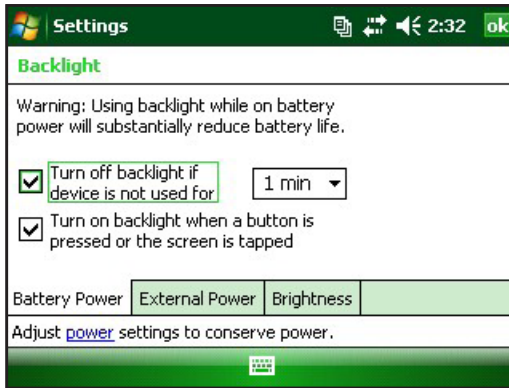 Settings 2:32 ok
Backlight
Warning: Using backlight while on battery
power will substantially reduce battery life.
Turn off backlight if
device is not used for 1 min
Turn on backlight when a button is
pressed or the screen is tapped
Battery Power External Power Brightness
Adjust power settings to conserve power.